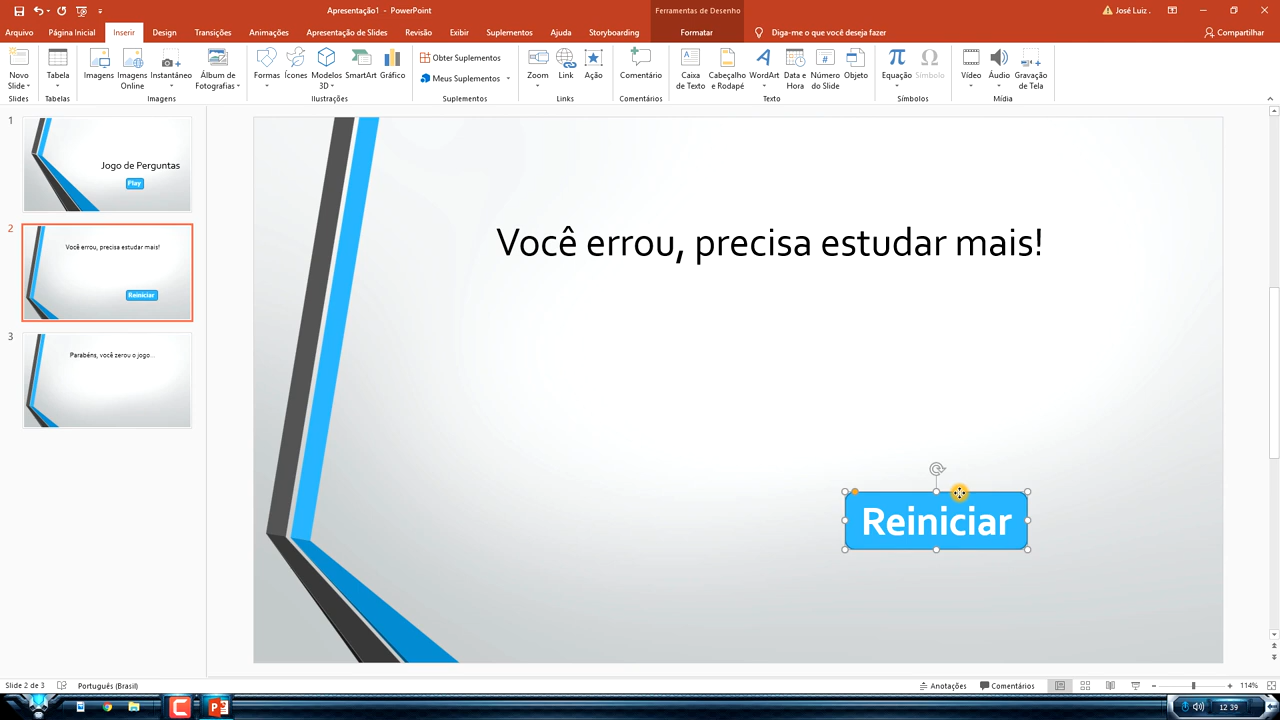 Apresentação1 - PowerPoint
Ferramentas de Desenho
José Luiz .
Arquivo Página Inicial Inserir Design Transições Animações Apresentação de Slides Revisão Exibir Suplementos Ajuda Storyboarding Formatar Diga-me o que você deseja fazer Compartilhar
Novo Slide
Tabela
Imagens
Imagens Online
Instantâneo
Álbum de Fotografias
Formas
Ícones
Modelos 3D
SmartArt
Gráfico
Obter Suplementos
Meus Suplementos
Zoom
Link
Ação
Comentário
Caixa de Texto
Cabeçalho e Rodapé
WordArt
Data e Hora
Número do Slide
Objeto
Equação
Símbolo
Vídeo
Áudio
Gravação de Tela
Slides Tabelas Imagens Ilustrações Suplementos Links Comentários Texto Símbolos Mídia
1
Jogo de Perguntas
Play
2
Você errou, precisa estudar mais!
Reiniciar
3
Parabéns, você zerou o jogo...
Você errou, precisa estudar mais!
Reiniciar
Slide 2 de 3 Português (Brasil) Anotações Comentários 114%
12:39